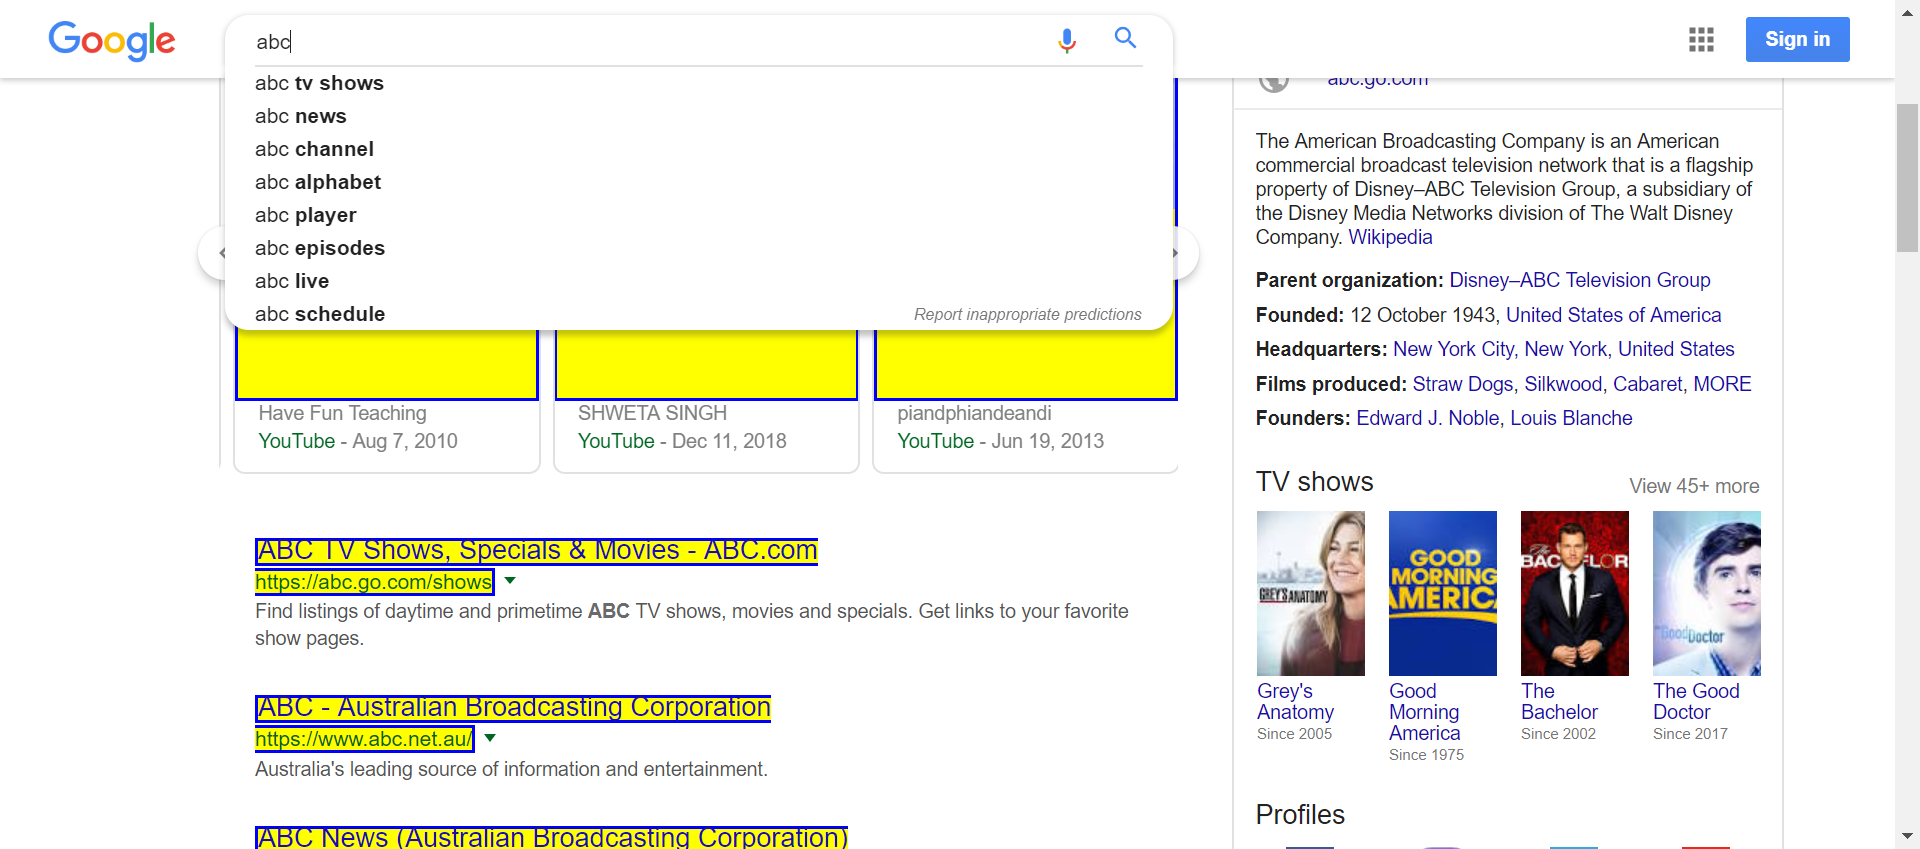 Google
abc
Sign in
abc tv shows
abc news
abc channel
abc alphabet
abc player
abc episodes
abc live
abc schedule
Report inappropriate predictions
Have Fun Teaching
YouTube - Aug 7, 2010
SHWETA SINGH
YouTube - Dec 11, 2018
piandphiandeandi
YouTube - Jun 19, 2013
ABC TV Shows, Specials & Movies - ABC.com
https://abc.go.com/shows
Find listings of daytime and primetime ABC TV shows, movies and specials. Get links to your favorite
show pages.
ABC - Australian Broadcasting Corporation
https://www.abc.net.au/
Australia's leading source of information and entertainment.
ABC News (Australian Broadcasting Corporation)
abc.go.com
The American Broadcasting Company is an American
commercial broadcast television network that is a flagship
property of Disney–ABC Television Group, a subsidiary of
the Disney Media Networks division of The Walt Disney
Company. Wikipedia
Parent organization: Disney–ABC Television Group
Founded: 12 October 1943, United States of America
Headquarters: New York City, New York, United States
Films produced: Straw Dogs, Silkwood, Cabaret, MORE
Founders: Edward J. Noble, Louis Blanche
TV shows
View 45+ more
GREY'S ANATOMY
GOOD
MORNING
AMERICA
The
BACHELOR
the Good
Doctor
Grey's
Anatomy
Since 2005
Good
Morning
America
Since 1975
The
Bachelor
Since 2002
The Good
Doctor
Since 2017
Profiles